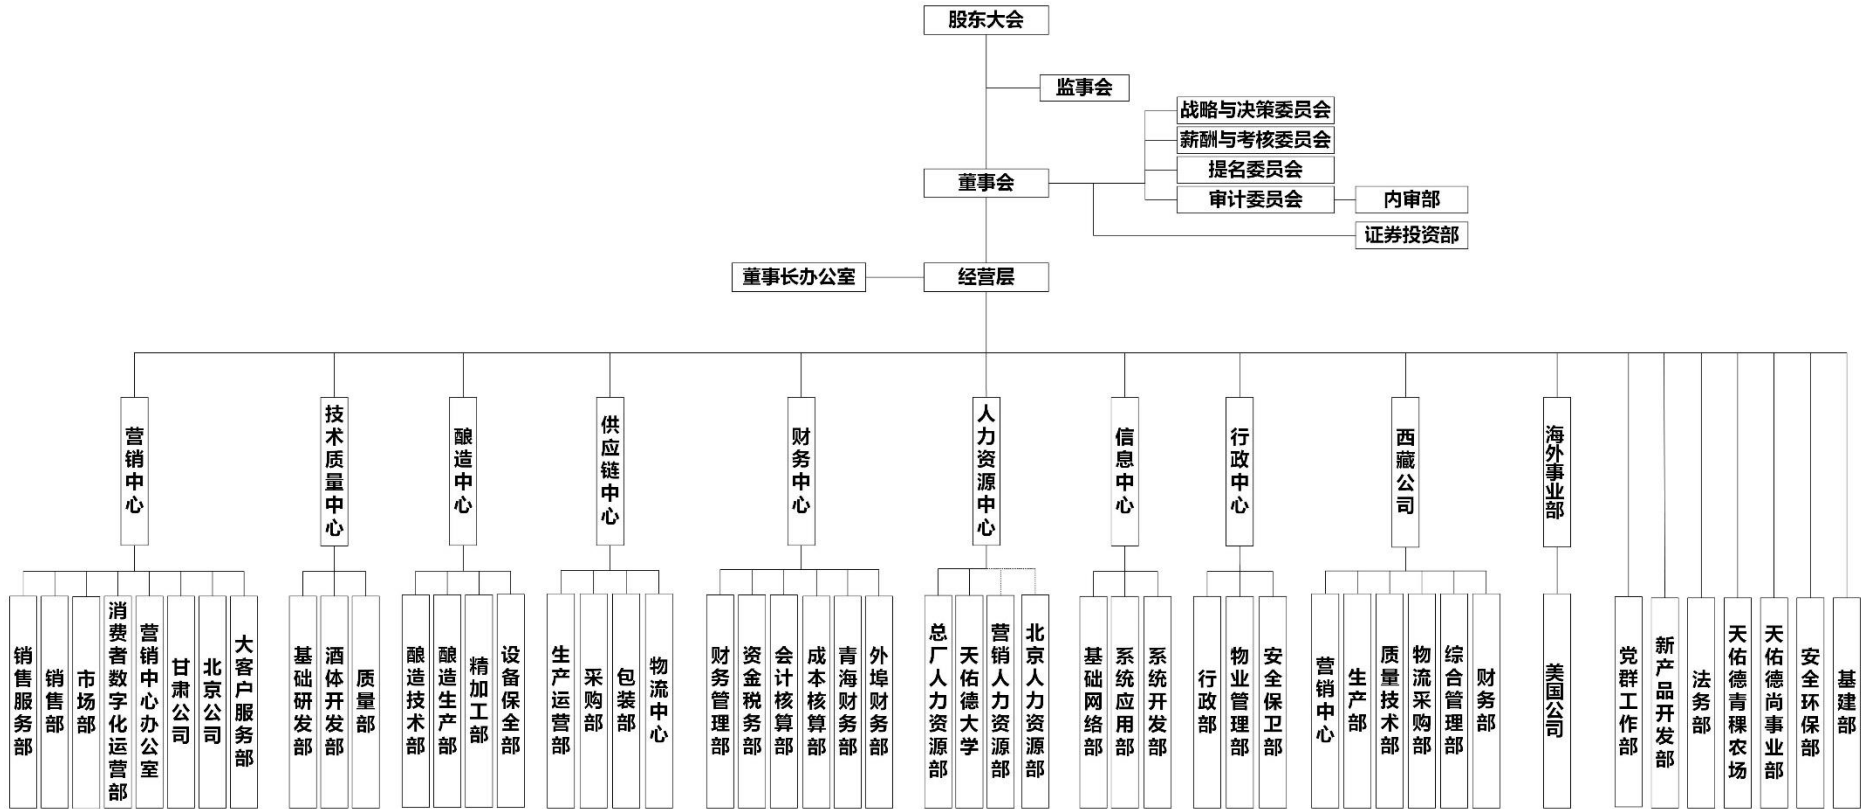 股东大会
监事会
战略与决策委员会
薪酬与考核委员会
提名委员会
董事会
审计委员会
内审部
证券投资部
董事长办公室
经营层
营销中心
技术质量中心
酿造中心
供应链中心
财务中心
人力资源中心
信息中心
行政中心
西藏公司
海外事业部
销售服务部
销售部
市场部
消费者数字化运营部
营销中心办公室
甘肃公司
北京公司
大客户服务部
基础研发部
酒体开发部
质量部
酿造技术部
酿造生产部
精加工部
设备保全部
生产运营部
采购部
包装部
物流中心
财务管理部
资金税务部
会计核算部
成本核算部
青海财务部
外埠财务部
总厂人力资源部
天佑德大学
营销人力资源部
北京人力资源部
基础网络部
系统应用部
系统开发部
行政部
物业管理部
安全保卫部
营销中心
生产部
质量技术部
物流采购部
综合管理部
财务部
美国公司
党群工作部
新产品开发部
法务部
天佑德青稞农场
天佑德尚事业部
安全环保部
基建部